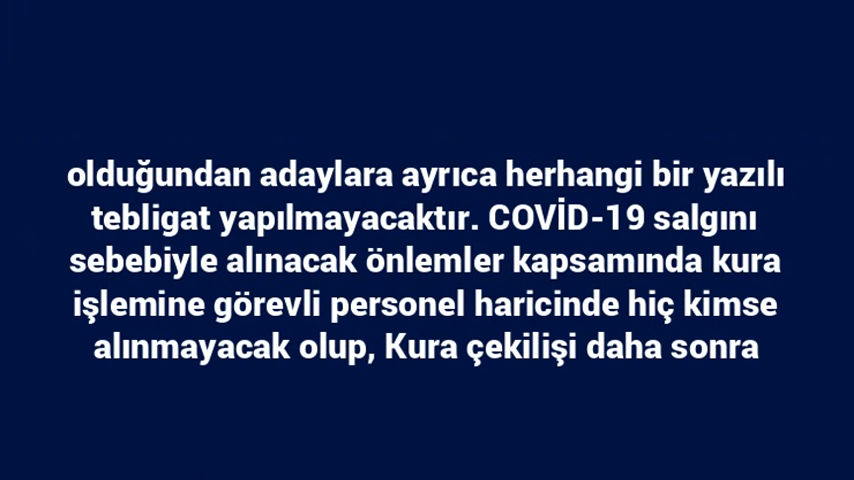 olduğundan adaylara ayrıca herhangi bir yazılı
tebligat yapılmayacaktır. COVİD-19 salgını
sebebiyle alınacak önlemler kapsamında kura
işlemine görevli personel haricinde hiç kimse
alınmayacak olup, Kura çekilişi daha sonra